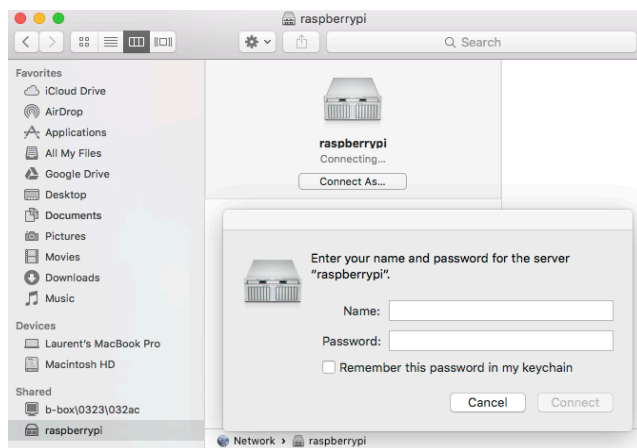 raspberrypi
Search
Favorites
iCloud Drive
AirDrop
Applications
All My Files
Google Drive
Desktop
Documents
Pictures
Movies
Downloads
Music
Devices
Laurent's MacBook Pro
Macintosh HD
Shared
b-box\0323\032ac
raspberrypi
raspberrypi
Connecting...
Connect As...
Enter your name and password for the server
“raspberrypi”.
Name:
Password:
Remember this password in my keychain
Cancel
Connect
Network › raspberrypi